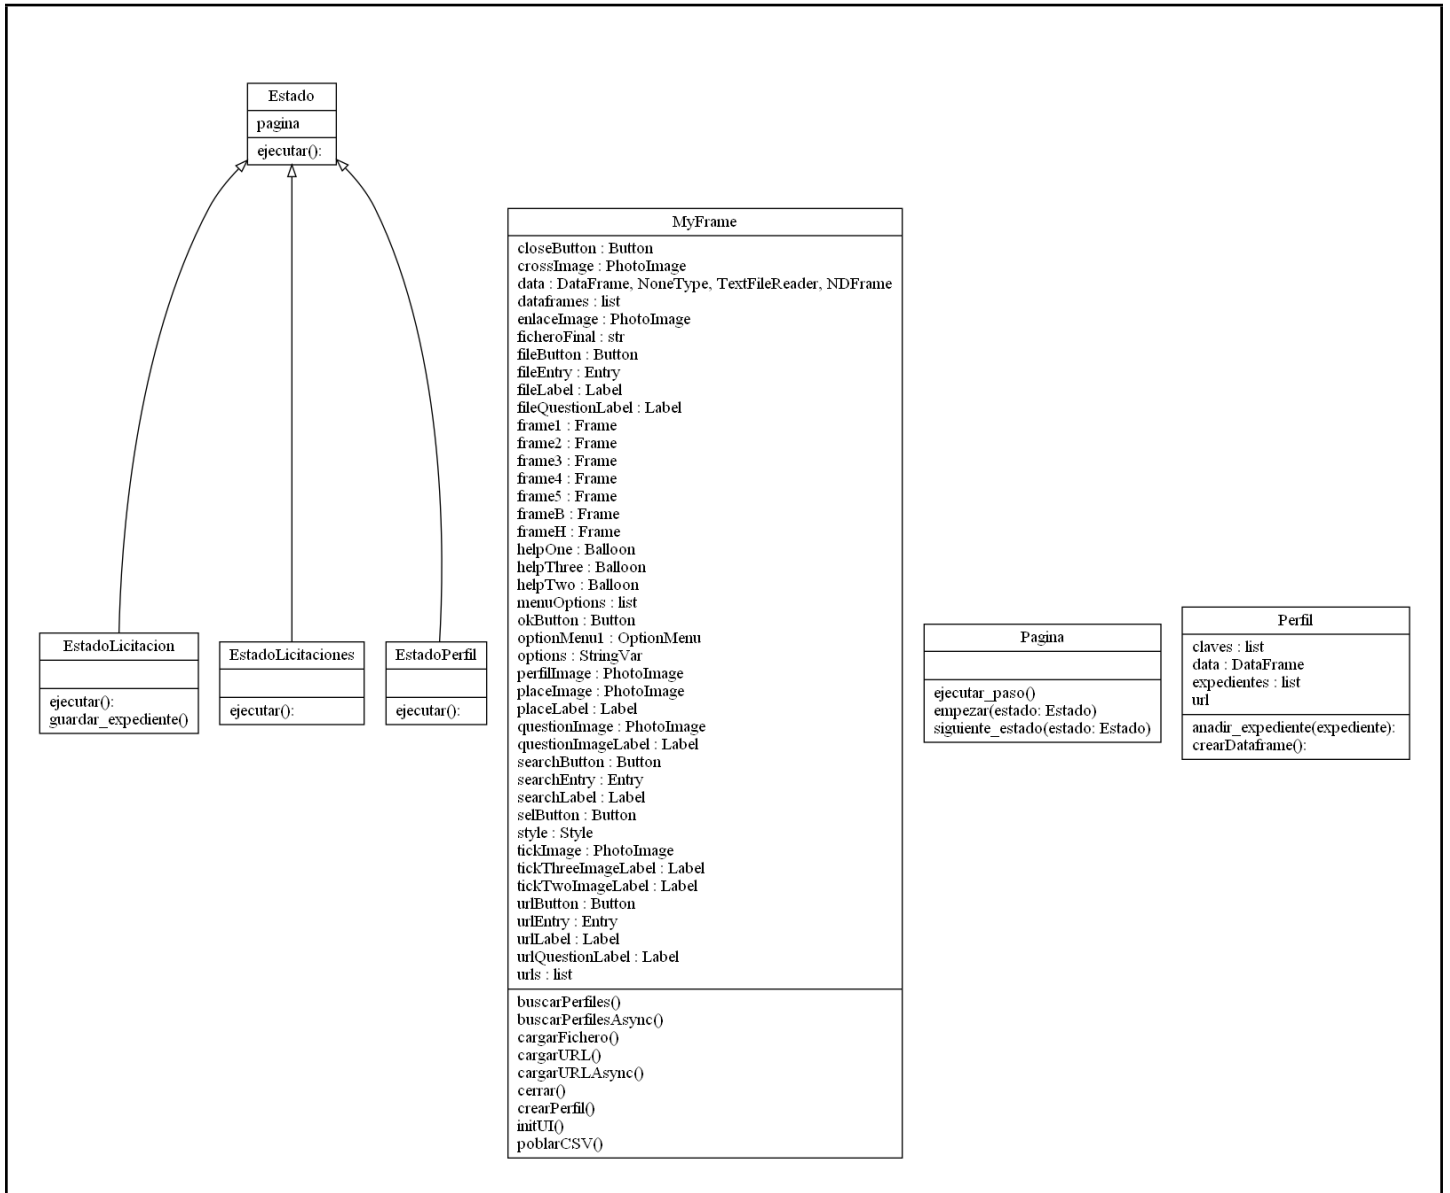 Estado
pagina
ejecutar():
MyFrame
closeButton : Button
crossImage : PhotoImage
data : DataFrame, NoneType, TextFileReader, NDFrame
dataframes : list
enlaceImage : PhotoImage
ficheroFinal : str
fileButton : Button
fileEntry : Entry
fileLabel : Label
fileQuestionLabel : Label
frame1 : Frame
frame2 : Frame
frame3 : Frame
frame4 : Frame
frame5 : Frame
frameB : Frame
frameH : Frame
helpOne : Balloon
helpThree : Balloon
helpTwo : Balloon
menuOptions : list
okButton : Button
optionMenu1 : OptionMenu
options : StringVar
perfilImage : PhotoImage
placeImage : PhotoImage
placeLabel : Label
questionImage : PhotoImage
questionImageLabel : Label
searchButton : Button
searchEntry : Entry
searchLabel : Label
selButton : Button
style : Style
tickImage : PhotoImage
tickThreeImageLabel : Label
tickTwoImageLabel : Label
urlButton : Button
urlEntry : Entry
urlLabel : Label
urlQuestionLabel : Label
urls : list
buscarPerfiles()
buscarPerfilesAsync()
cargarFichero()
cargarURL()
cargarURLAsync()
cerrar()
crearPerfil()
initUI()
poblarCSV()
EstadoLicitacion
ejecutar():
guardar_expediente()
EstadoLicitaciones
ejecutar():
EstadoPerfil
ejecutar():
Pagina
ejecutar_paso()
empezar(estado: Estado)
siguiente_estado(estado: Estado)
Perfil
claves : list
data : DataFrame
expedientes : list
url
anadir_expediente(expediente):
crearDataframe():